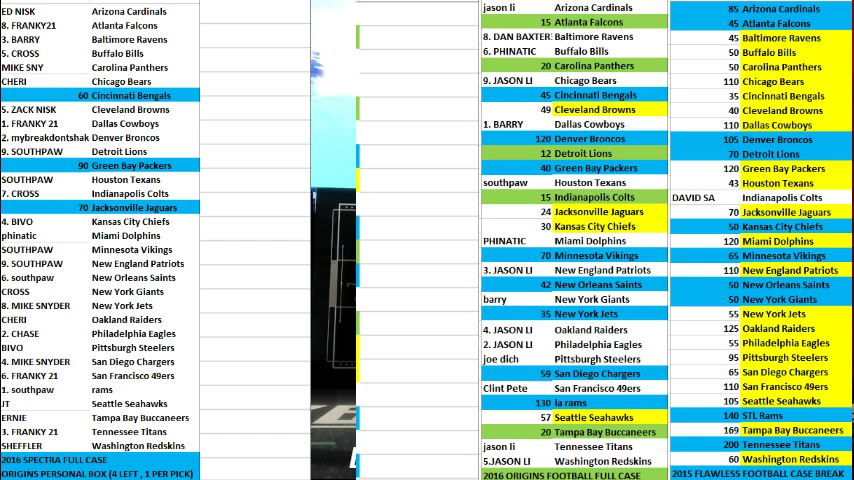 ED NISK Arizona Cardinals
8. FRANKY21 Atlanta Falcons
3. BARRY Baltimore Ravens
5. CROSS Buffalo Bills
MIKE SNY Carolina Panthers
CHERI Chicago Bears
60 Cincinnati Bengals
5. ZACK NISK Cleveland Browns
1. FRANKY 21 Dallas Cowboys
2. mybreakdontshak Denver Broncos
9. SOUTHPAW Detroit Lions
90 Green Bay Packers
SOUTHPAW Houston Texans
7. CROSS Indianapolis Colts
70 Jacksonville Jaguars
4. BIVO Kansas City Chiefs
phinatic Miami Dolphins
SOUTHPAW Minnesota Vikings
9. SOUTHPAW New England Patriots
6. southpaw New Orleans Saints
CROSS New York Giants
8. MIKE SNYDER New York Jets
CHERI Oakland Raiders
2. CHASE Philadelphia Eagles
BIVO Pittsburgh Steelers
4. MIKE SNYDER San Diego Chargers
6. FRANKY 21 San Francisco 49ers
1. southpaw rams
JT Seattle Seahawks
ERNIE Tampa Bay Buccaneers
3. FRANKY 21 Tennessee Titans
SHEFFLER Washington Redskins
2016 SPECTRA FULL CASE
ORIGINS PERSONAL BOX (4 LEFT , 1 PER PICK)
jason li Arizona Cardinals
15 Atlanta Falcons
8. DAN BAXTER Baltimore Ravens
6. PHINATIC Buffalo Bills
20 Carolina Panthers
9. JASON LI Chicago Bears
45 Cincinnati Bengals
49 Cleveland Browns
1. BARRY Dallas Cowboys
120 Denver Broncos
12 Detroit Lions
40 Green Bay Packers
southpaw Houston Texans
15 Indianapolis Colts
24 Jacksonville Jaguars
30 Kansas City Chiefs
PHINATIC Miami Dolphins
70 Minnesota Vikings
3. JASON LI New England Patriots
42 New Orleans Saints
barry New York Giants
35 New York Jets
4. JASON LI Oakland Raiders
2. JASON LI Philadelphia Eagles
joe dich Pittsburgh Steelers
59 San Diego Chargers
Clint Pete San Francisco 49ers
130 la rams
57 Seattle Seahawks
20 Tampa Bay Buccaneers
jason li Tennessee Titans
5.JASON LI Washington Redskins
2016 ORIGINS FOOTBALL FULL CASE
85 Arizona Cardinals
45 Atlanta Falcons
45 Baltimore Ravens
50 Buffalo Bills
50 Carolina Panthers
110 Chicago Bears
35 Cincinnati Bengals
40 Cleveland Browns
110 Dallas Cowboys
105 Denver Broncos
70 Detroit Lions
120 Green Bay Packers
43 Houston Texans
DAVID SA Indianapolis Colts
70 Jacksonville Jaguars
50 Kansas City Chiefs
120 Miami Dolphins
65 Minnesota Vikings
110 New England Patriots
50 New Orleans Saints
50 New York Giants
55 New York Jets
125 Oakland Raiders
55 Philadelphia Eagles
95 Pittsburgh Steelers
65 San Diego Chargers
110 San Francisco 49ers
105 Seattle Seahawks
140 STL Rams
169 Tampa Bay Buccaneers
200 Tennessee Titans
60 Washington Redskins
2015 FLAWLESS FOOTBALL CASE BREAK